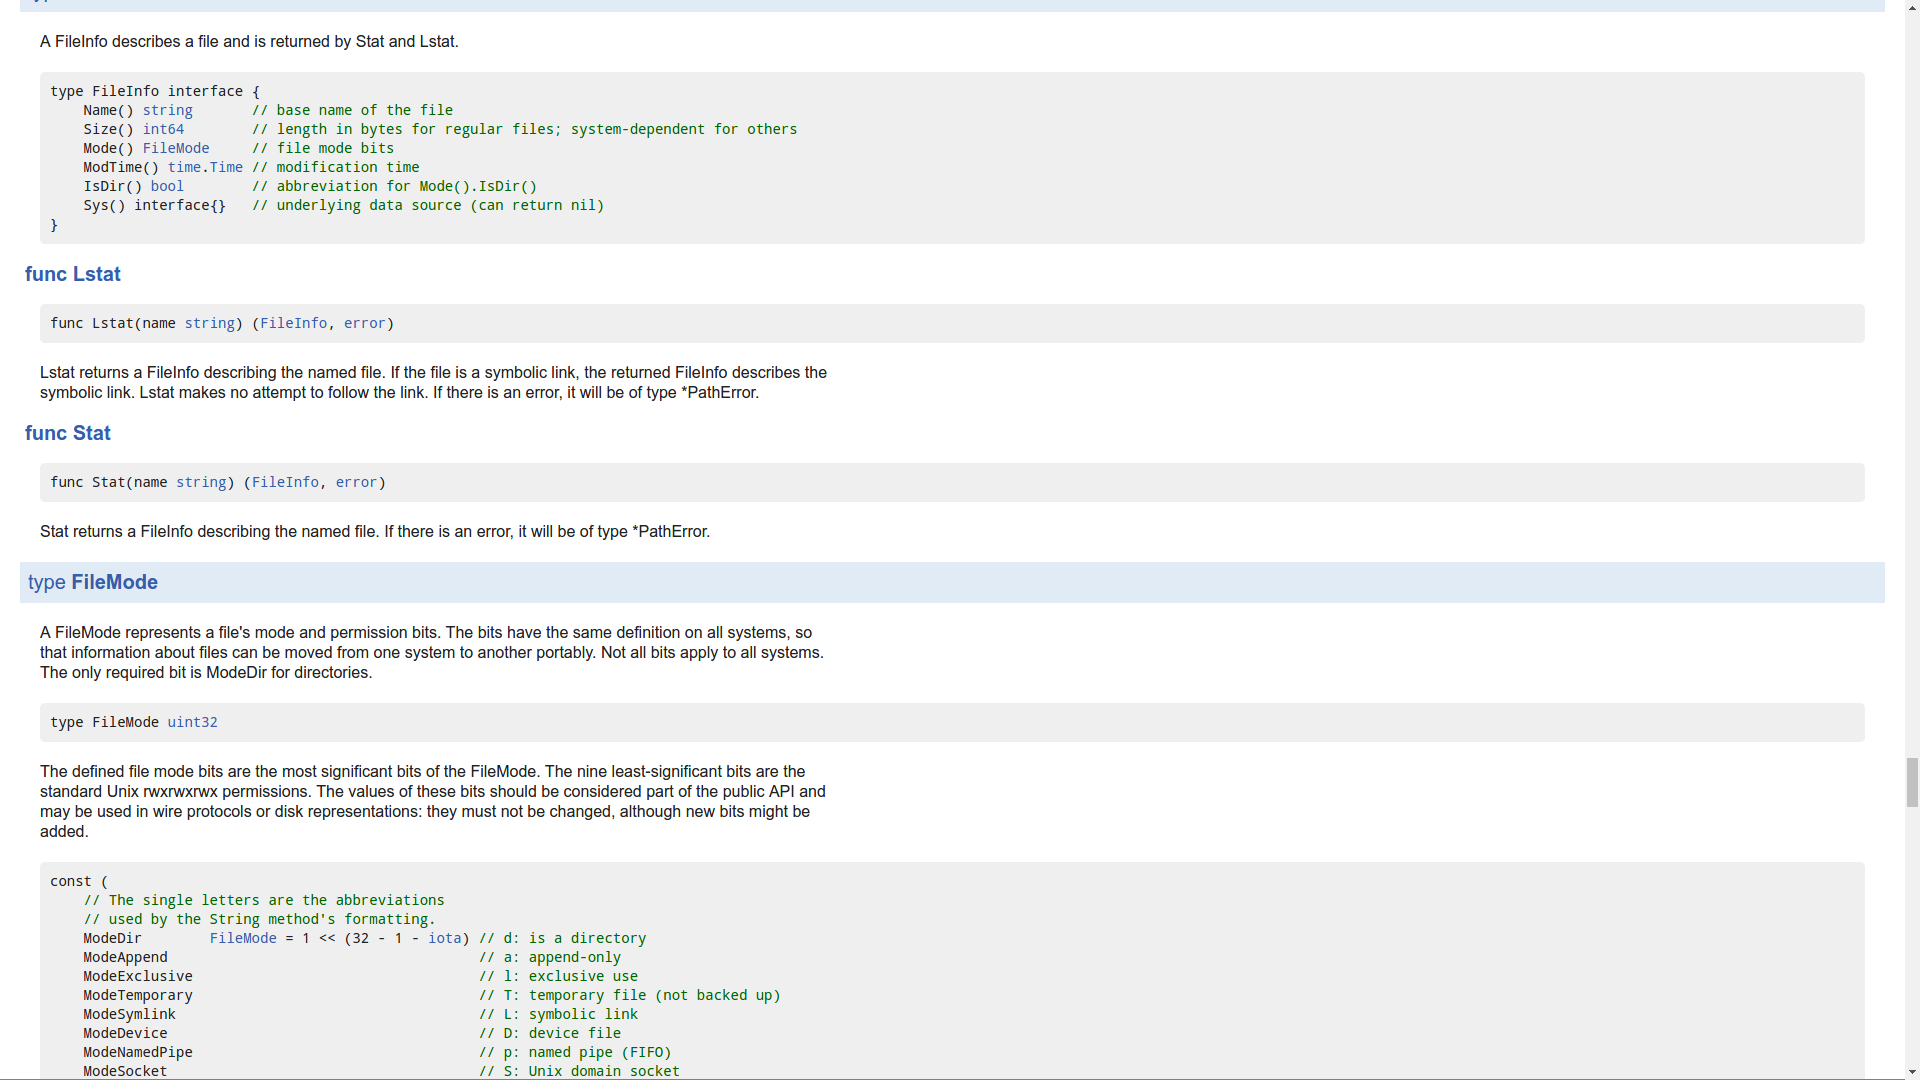 A FileInfo describes a file and is returned by Stat and Lstat.
type FileInfo interface {
    Name() string       // base name of the file
    Size() int64        // length in bytes for regular files; system-dependent for others
    Mode() FileMode     // file mode bits
    ModTime() time.Time // modification time
    IsDir() bool        // abbreviation for Mode().IsDir()
    Sys() interface{}   // underlying data source (can return nil)
}
func Lstat
func Lstat(name string) (FileInfo, error)
Lstat returns a FileInfo describing the named file. If the file is a symbolic link, the returned FileInfo describes the
symbolic link. Lstat makes no attempt to follow the link. If there is an error, it will be of type *PathError.
func Stat
func Stat(name string) (FileInfo, error)
Stat returns a FileInfo describing the named file. If there is an error, it will be of type *PathError.
type FileMode
A FileMode represents a file's mode and permission bits. The bits have the same definition on all systems, so
that information about files can be moved from one system to another portably. Not all bits apply to all systems.
The only required bit is ModeDir for directories.
type FileMode uint32
The defined file mode bits are the most significant bits of the FileMode. The nine least-significant bits are the
standard Unix rwxrwxrwx permissions. The values of these bits should be considered part of the public API and
may be used in wire protocols or disk representations: they must not be changed, although new bits might be
added.
const (
    // The single letters are the abbreviations
    // used by the String method's formatting.
    ModeDir        FileMode = 1 << (32 - 1 - iota) // d: is a directory
    ModeAppend                                     // a: append-only
    ModeExclusive                                  // l: exclusive use
    ModeTemporary                                  // T: temporary file (not backed up)
    ModeSymlink                                    // L: symbolic link
    ModeDevice                                     // D: device file
    ModeNamedPipe                                  // p: named pipe (FIFO)
    ModeSocket                                     // S: Unix domain socket